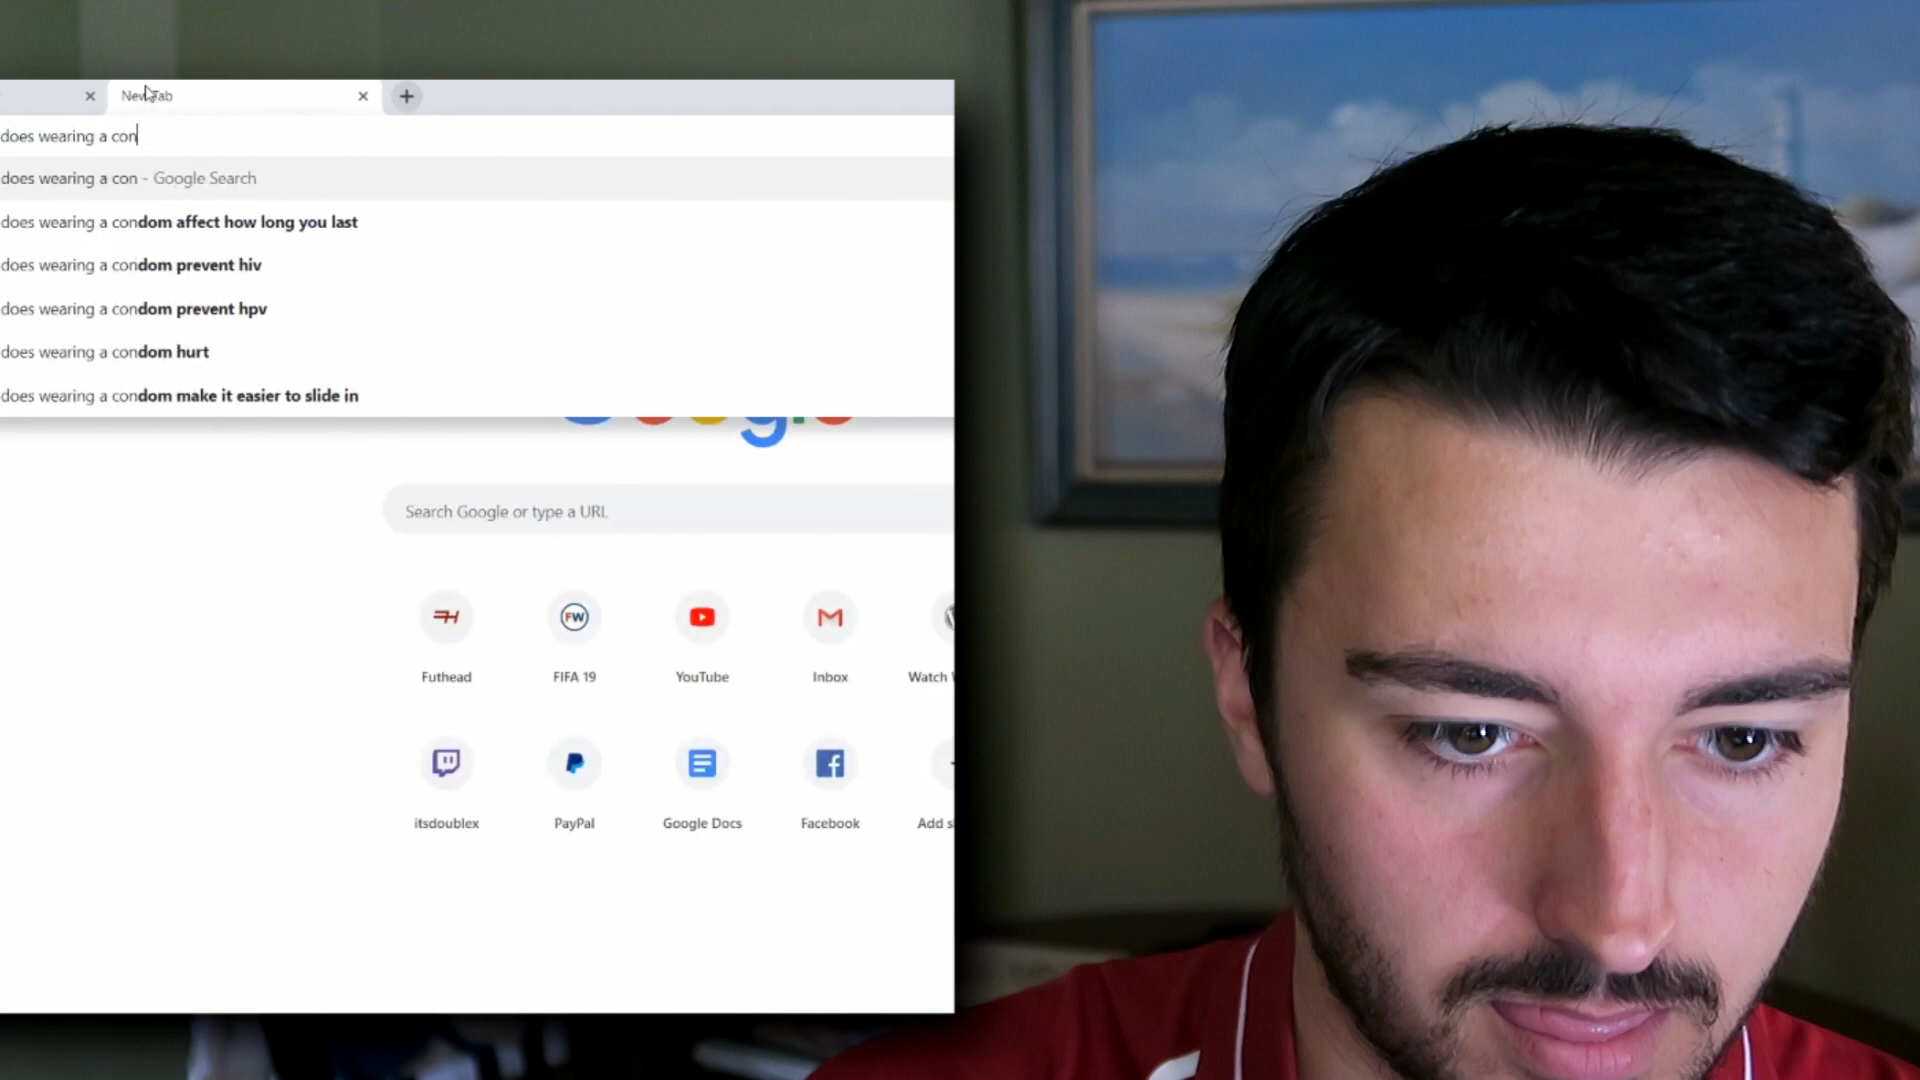 New Tab
does wearing a con
does wearing a con - Google Search
does wearing a condom affect how long you last
does wearing a condom prevent hiv
does wearing a condom prevent hpv
does wearing a condom hurt
does wearing a condom make it easier to slide in
Search Google or type a URL
FW
Futhead
FIFA 19
YouTube
Inbox
Watch
itsdoublex
PayPal
Google Docs
Facebook
Add